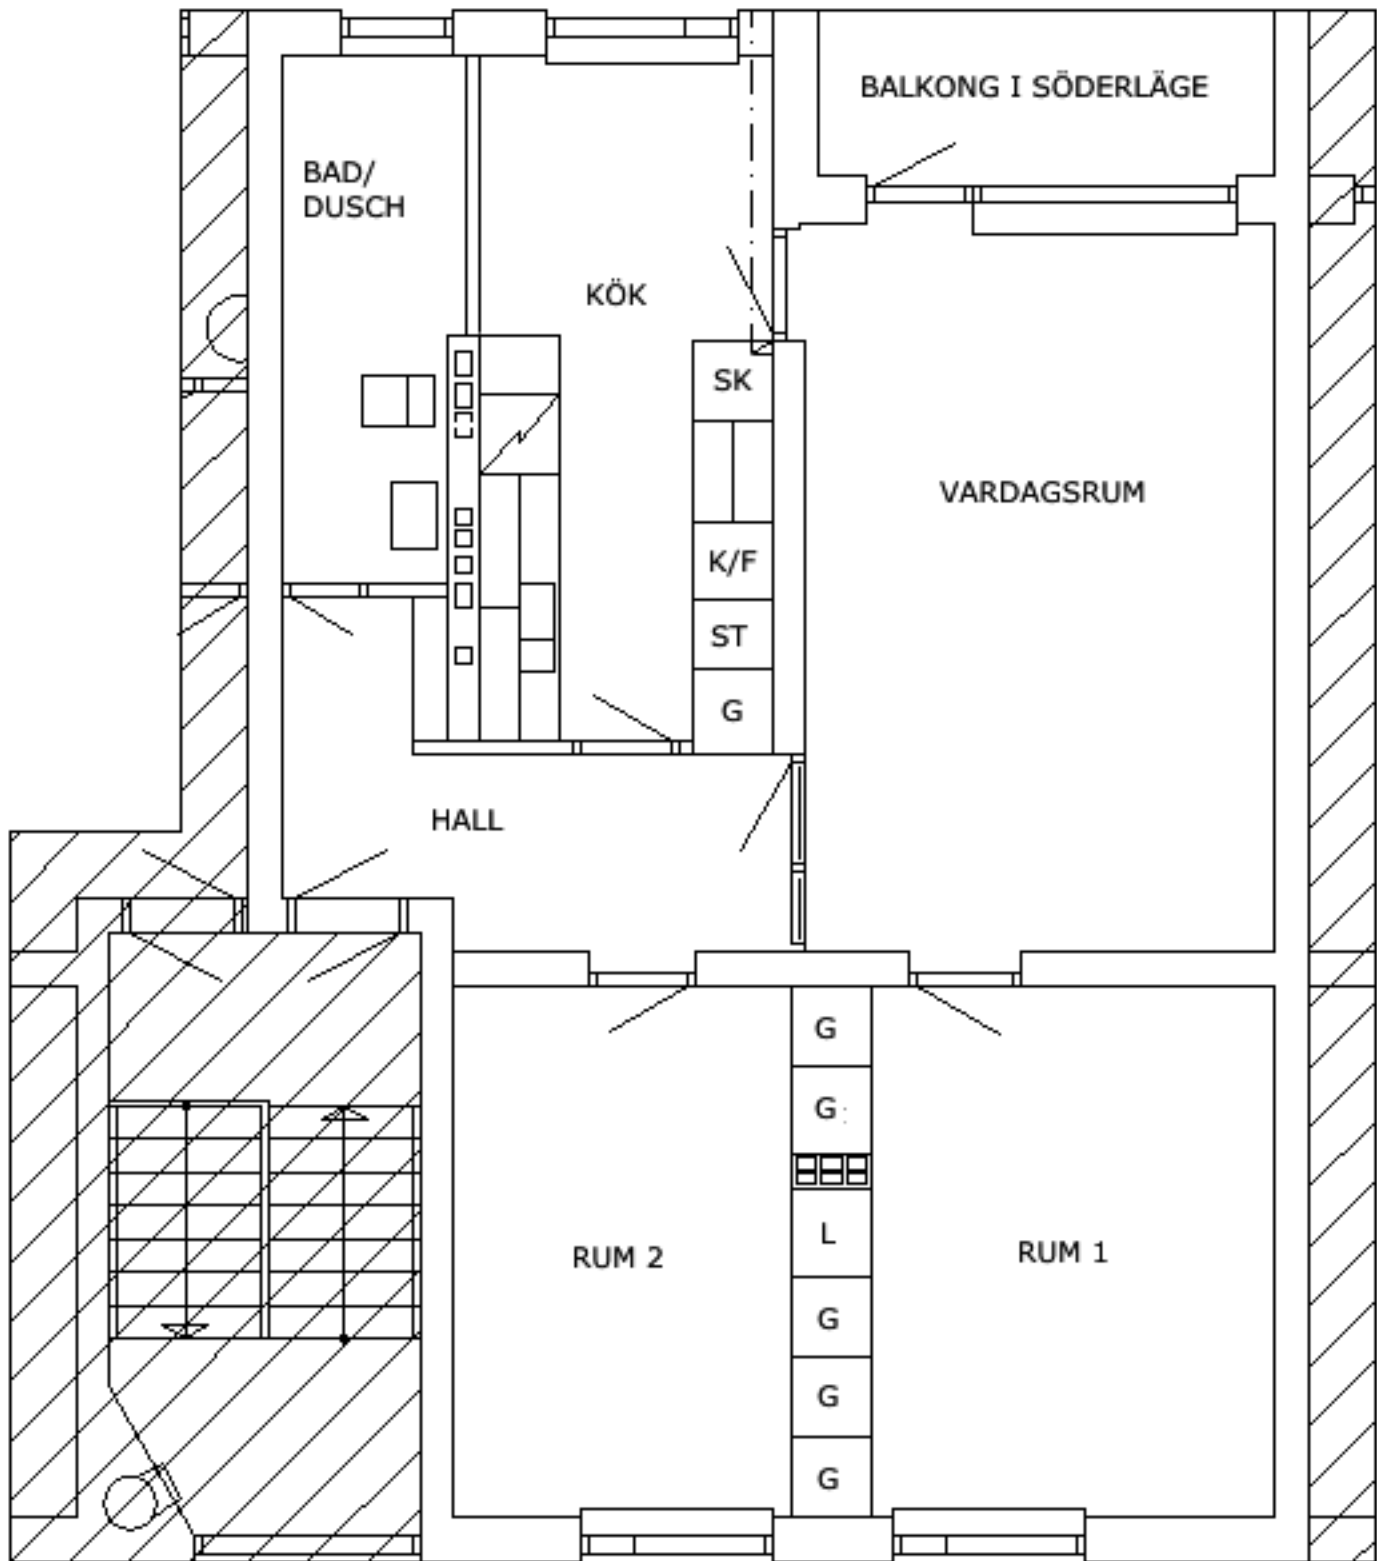 BALKONG I SÖDERLÄGE
BAD/
DUSCH
KÖK
SK
VARDAGSRUM
K/F
ST
G
HALL
G
G
L
RUM 2
RUM 1
G
G
G